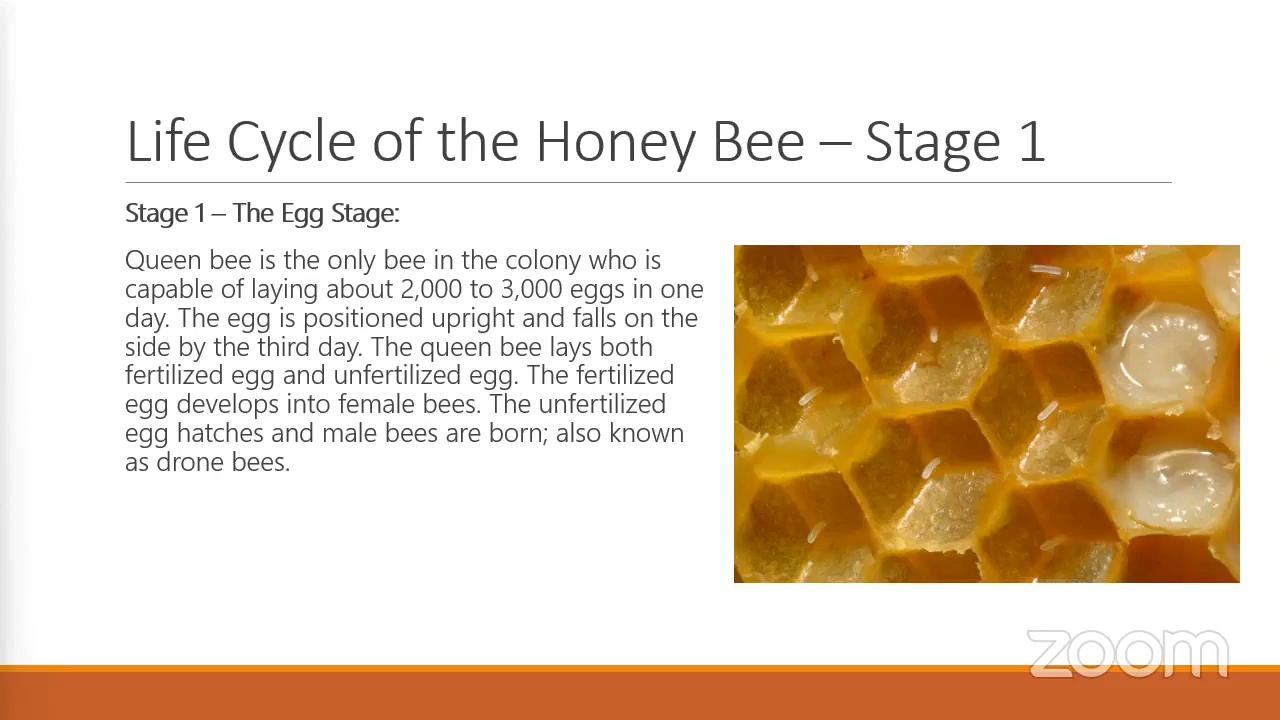 Life Cycle of the Honey Bee – Stage 1
Stage 1 – The Egg Stage:
Queen bee is the only bee in the colony who is
capable of laying about 2,000 to 3,000 eggs in one
day. The egg is positioned upright and falls on the
side by the third day. The queen bee lays both
fertilized egg and unfertilized egg. The fertilized
egg develops into female bees. The unfertilized
egg hatches and male bees are born; also known
as drone bees.
zoom